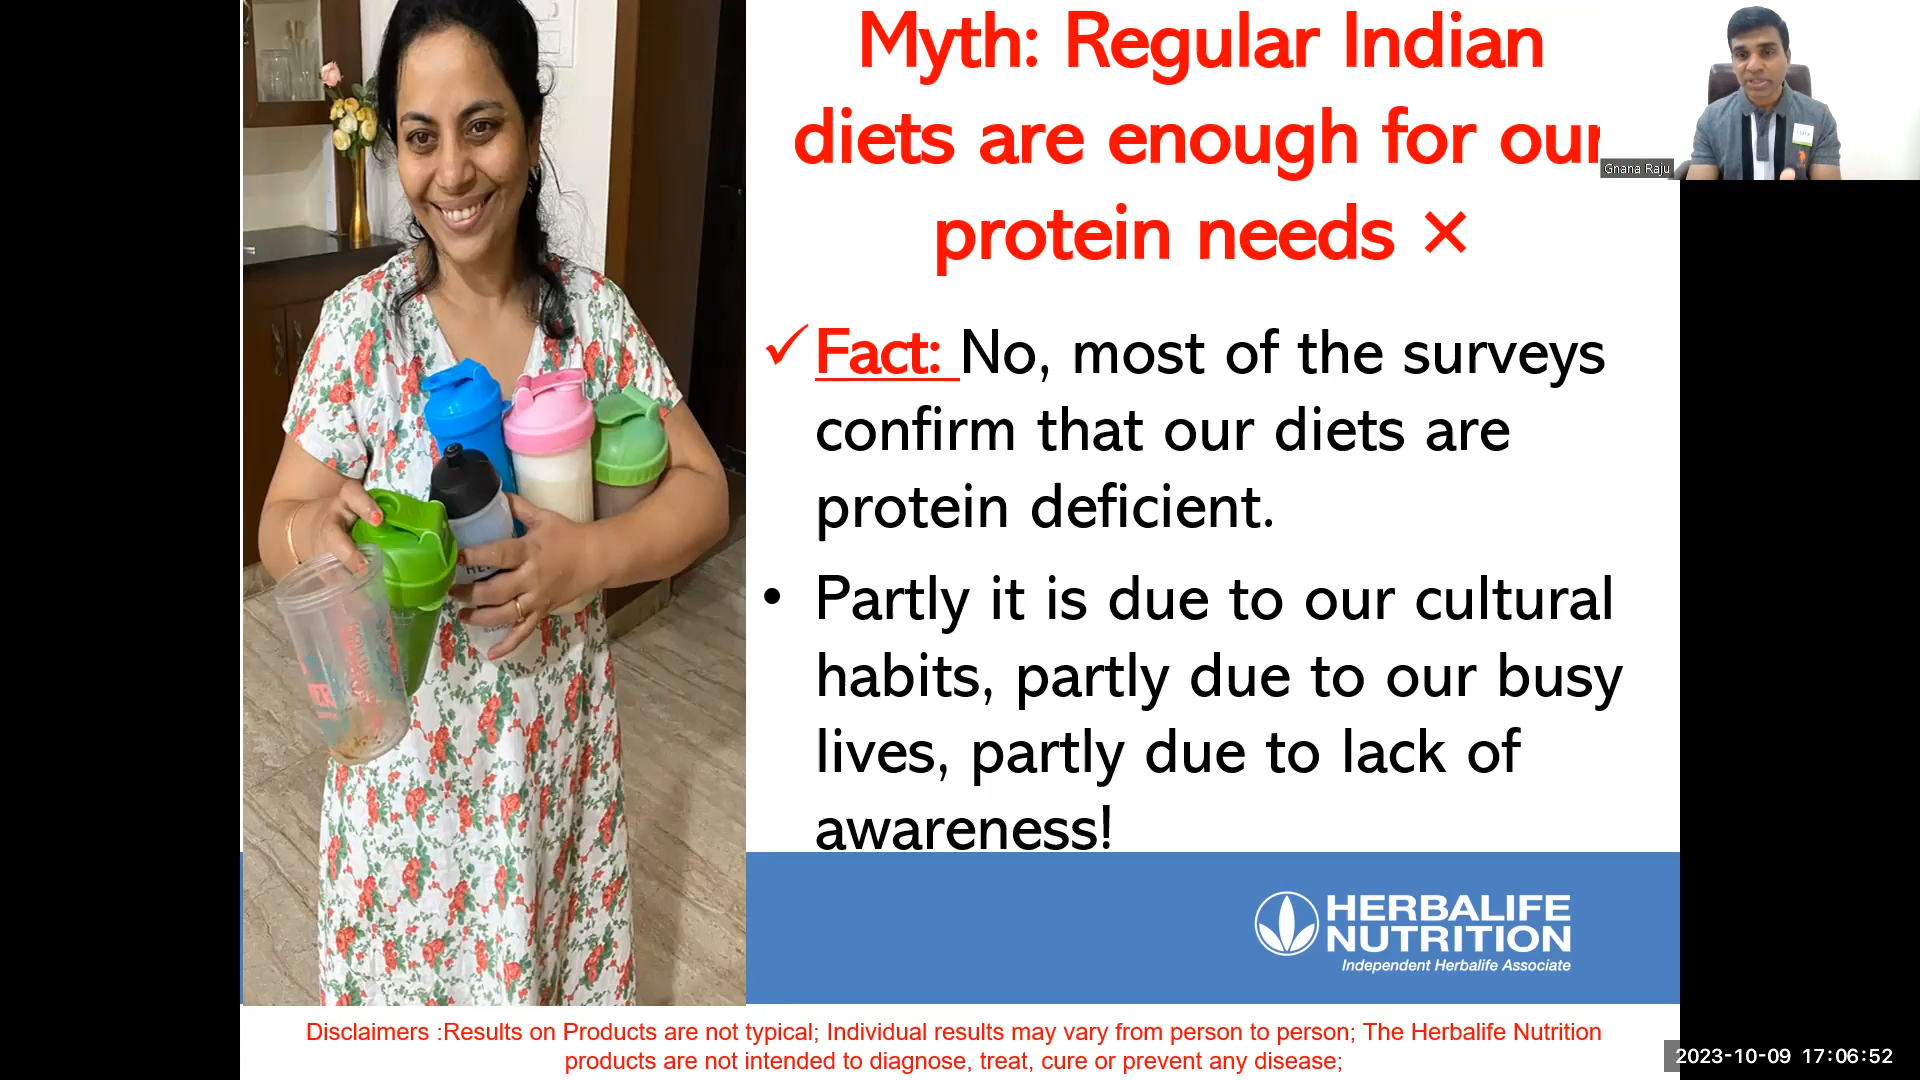 Myth: Regular Indian
diets are enough for our
protein needs ×
✓ Fact: No, most of the surveys
confirm that our diets are
protein deficient.
• Partly it is due to our cultural
habits, partly due to our busy
lives, partly due to lack of
awareness!
HERBALIFE
NUTRITION
Independent Herbalife Associate
Disclaimers :Results on Products are not typical; Individual results may vary from person to person; The Herbalife Nutrition
products are not intended to diagnose, treat, cure or prevent any disease;
Gnana Raju
2023-10-09 17:06:52